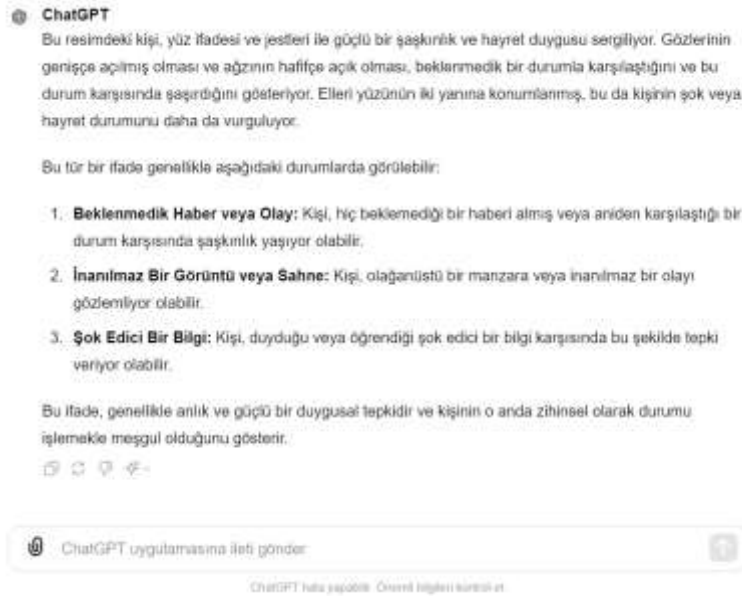 ChatGPT
Bu resimdeki kişi, yüz ifadesi ve jestleri ile güçlü bir şaşkınlık ve hayret duygusu sergiliyor. Gözlerinin
genişçe açılmış olması ve ağzının hafifçe açık olması, beklenmedik bir durumla karşılaştığını ve bu
durum karşısında şaşırdığını gösteriyor. Elleri yüzünün iki yanına konumlanmış, bu da kişinin şok veya
hayret durumunu daha da vurguluyor.
Bu tür bir ifade genellikle aşağıdaki durumlarda görülebilir:
1. Beklenmedik Haber veya Olay: Kişi, hiç beklemediği bir haberi almış veya aniden karşılaştığı bir
durum karşısında şaşkınlık yaşıyor olabilir.
2. İnanılmaz Bir Görüntü veya Sahne: Kişi, olağanüstü bir manzara veya inanılmaz bir olayı
gözlemliyor olabilir.
3. Şok Edici Bir Bilgi: Kişi, duyduğu veya öğrendiği şok edici bir bilgi karşısında bu şekilde tepki
veriyor olabilir.
Bu ifade, genellikle anlık ve güçlü bir duygusal tepkidir ve kişinin o anda zihinsel olarak durumu
işlemekle meşgul olduğunu gösterir.
ChatGPT uygulamasına ileti gönder
ChatGPT hata yapabilir. Önemli bilgileri kontrol et.